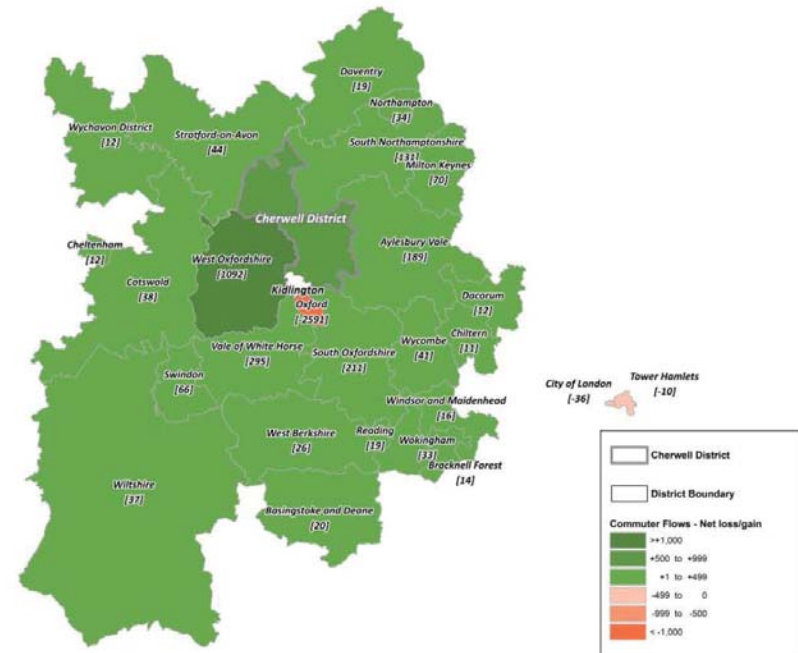 Daventry
[19]
Northampton
[34]
Wychavon District
[12]
Stratford-on-Avon
[44]
South Northamptonshire
[131]
Milton Keynes
[70]
Cherwell District
Cheltenham
[12]
West Oxfordshire
[1092]
Aylesbury Vale
[189]
Cotswold
[38]
Kidlington
Oxford
[-2591]
Dacorum
[12]
Wycombe
[41]
Chiltern
[11]
Vale of White Horse
[295]
South Oxfordshire
[211]
Swindon
[66]
City of London
[-36]
Tower Hamlets
[-10]
Windsor and Maidenhead
[16]
West Berkshire
[26]
Reading
[19]
Wokingham
[33]
Bracknell Forest
[14]
Wiltshire
[37]
Basingstoke and Deane
[20]
Cherwell District
District Boundary
Commuter Flows - Net loss/gain
>+1,000
+500 to +999
+1 to +499
-499 to 0
-999 to -500
< -1,000